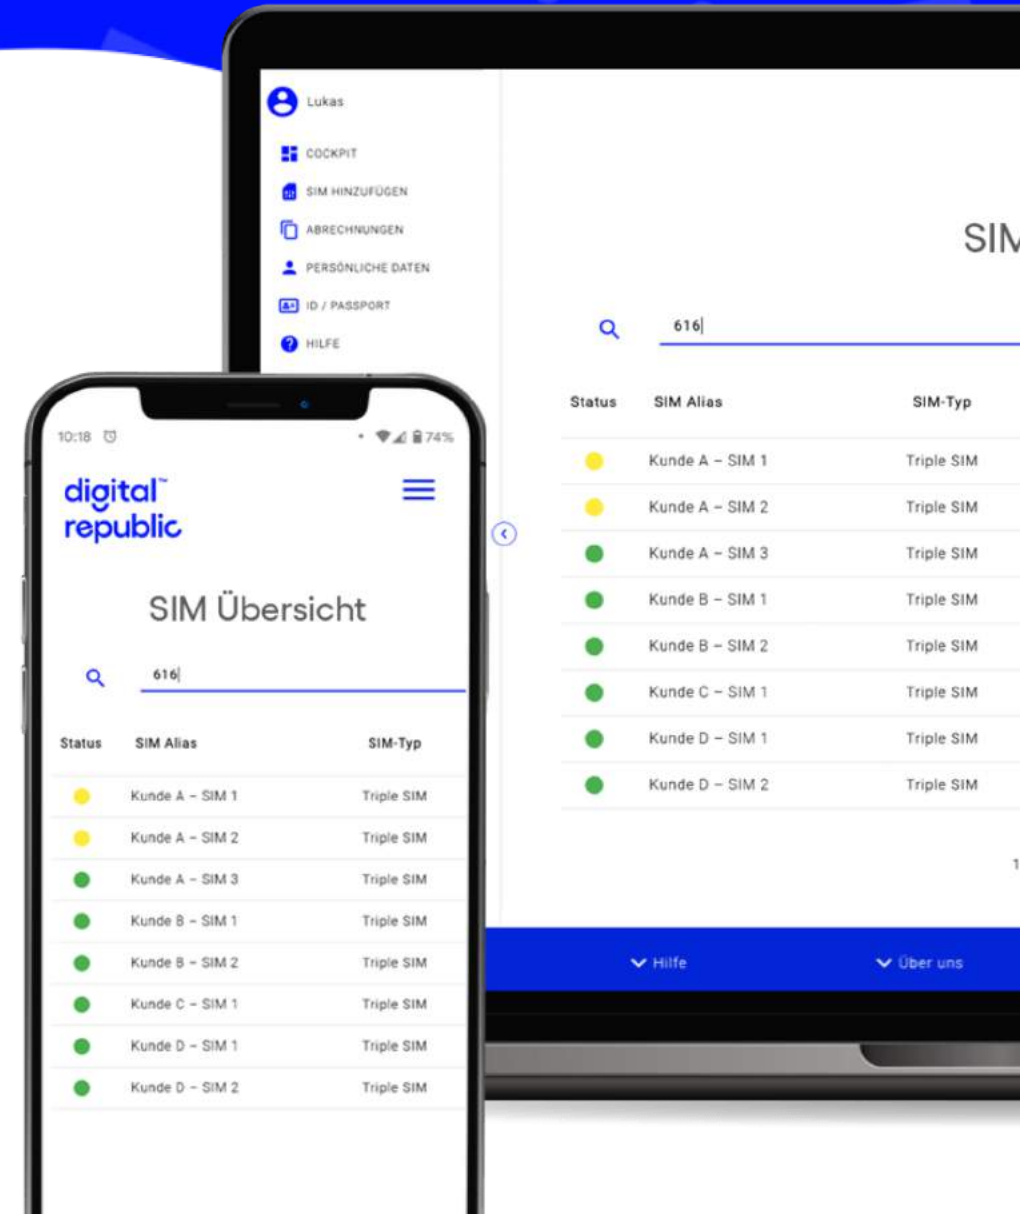 Lukas
COCKPIT
SIM HINZUFÜGEN
ABRECHNUNGEN
PERSÖNLICHE DATEN
ID / PASSPORT
HILFE
SIM
616
Status SIM Alias SIM-Typ
Kunde A – SIM 1 Triple SIM
Kunde A – SIM 2 Triple SIM
Kunde A – SIM 3 Triple SIM
Kunde B – SIM 1 Triple SIM
Kunde B – SIM 2 Triple SIM
Kunde C – SIM 1 Triple SIM
Kunde D – SIM 1 Triple SIM
Kunde D – SIM 2 Triple SIM
1
Hilfe Über uns
10:18 74%
digital™
republic
SIM Übersicht
616
Status SIM Alias SIM-Typ
Kunde A – SIM 1 Triple SIM
Kunde A – SIM 2 Triple SIM
Kunde A – SIM 3 Triple SIM
Kunde B – SIM 1 Triple SIM
Kunde B – SIM 2 Triple SIM
Kunde C – SIM 1 Triple SIM
Kunde D – SIM 1 Triple SIM
Kunde D – SIM 2 Triple SIM